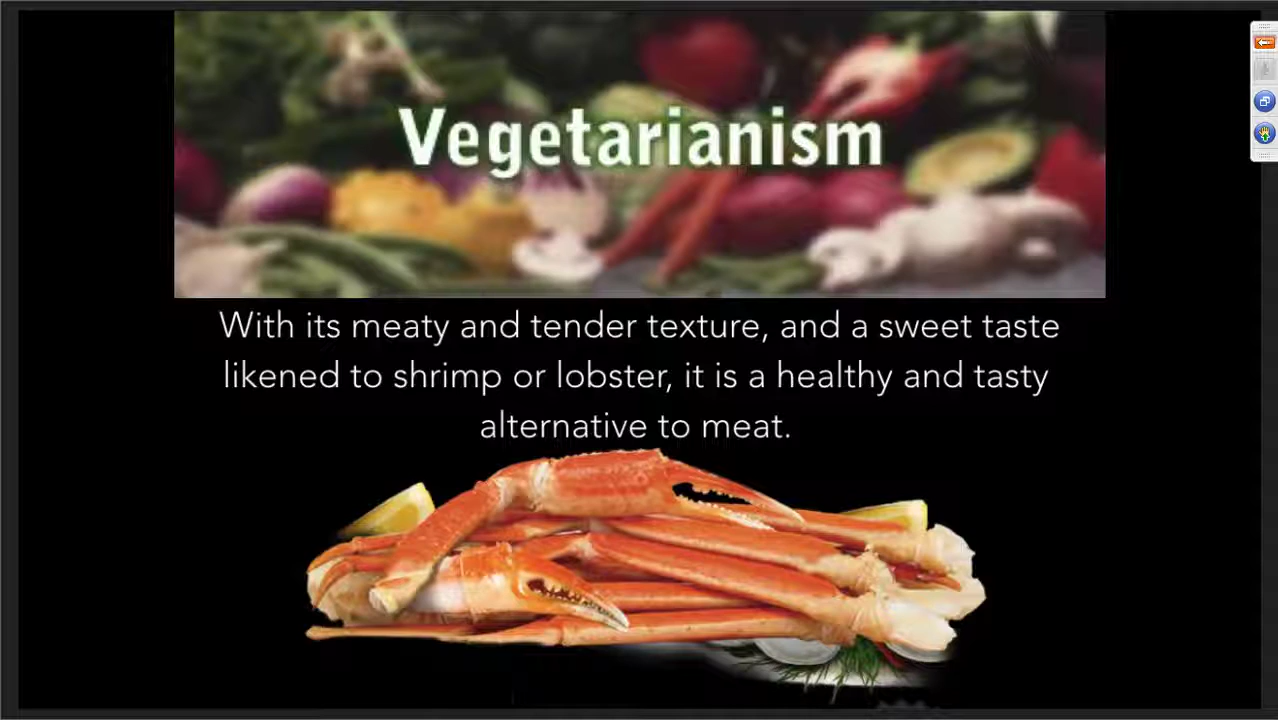 Vegetarianism
With its meaty and tender texture, and a sweet taste
likened to shrimp or lobster, it is a healthy and tasty
alternative to meat.